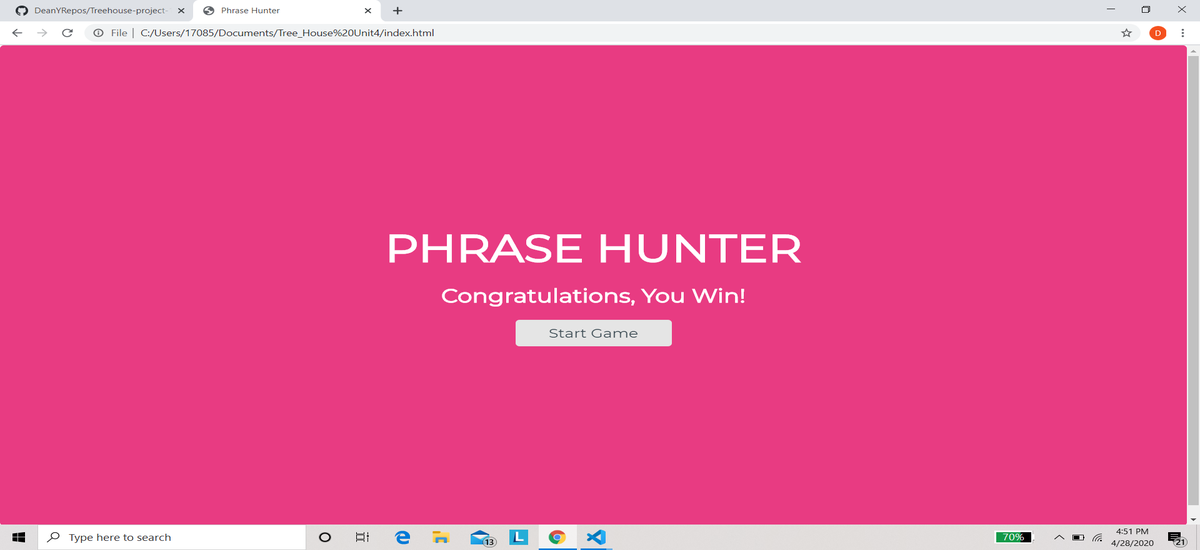 DeanYRepos/Treehouse-project-
Phrase Hunter
File | C:/Users/17085/Documents/Tree_House%20Unit4/index.html
D
PHRASE HUNTER
Congratulations, You Win!
Start Game
Type here to search
13
L
70%
4:51 PM
4/28/2020
21